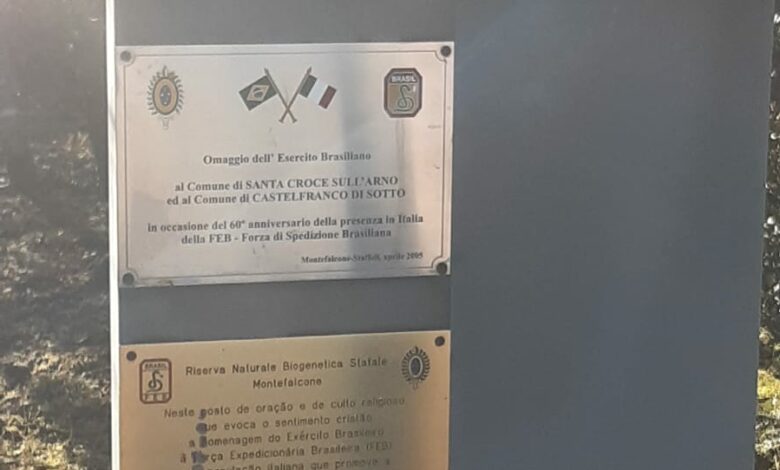 BRASIL
Omaggio dell' Esercito Brasiliano
al Comune di SANTA CROCE SULL'ARNO
ed al Comune di CASTELFRANCO DI SOTTO
in occasione del 60° anniversario della presenza in Italia
della FEB - Forza di Spedizione Brasiliana
Montefalcone-Staffoli, aprile 2005
BRASIL
FEB
Riserva Naturale Biogenetica Statale
Montefalcone
Neste posto de oração e de culto religioso
que evoca o sentimento cristão
a homenagem do Exército Brasileiro
à Força Expedicionária Brasileira (FEB)
italiana que promove a